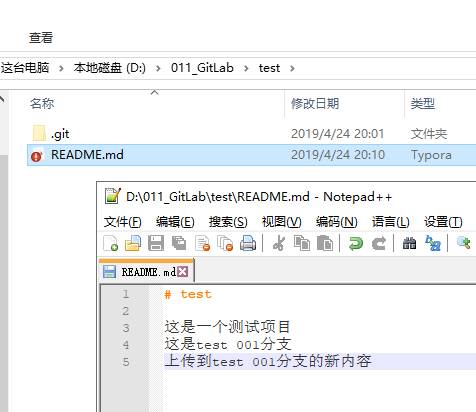 查看
这台电脑 > 本地磁盘 (D:) > 011_GitLab > test >
名称 修改日期 类型
.git 2019/4/24 20:01 文件夹
README.md 2019/4/24 20:10 Typora
D:\011_GitLab\test\README.md - Notepad++
文件(F) 编辑(E) 搜索(S) 视图(V) 编码(N) 语言(L) 设置(T)
README.md
1 # test
2
3 这是一个测试项目
4 这是test 001分支
5 上传到test 001分支的新内容